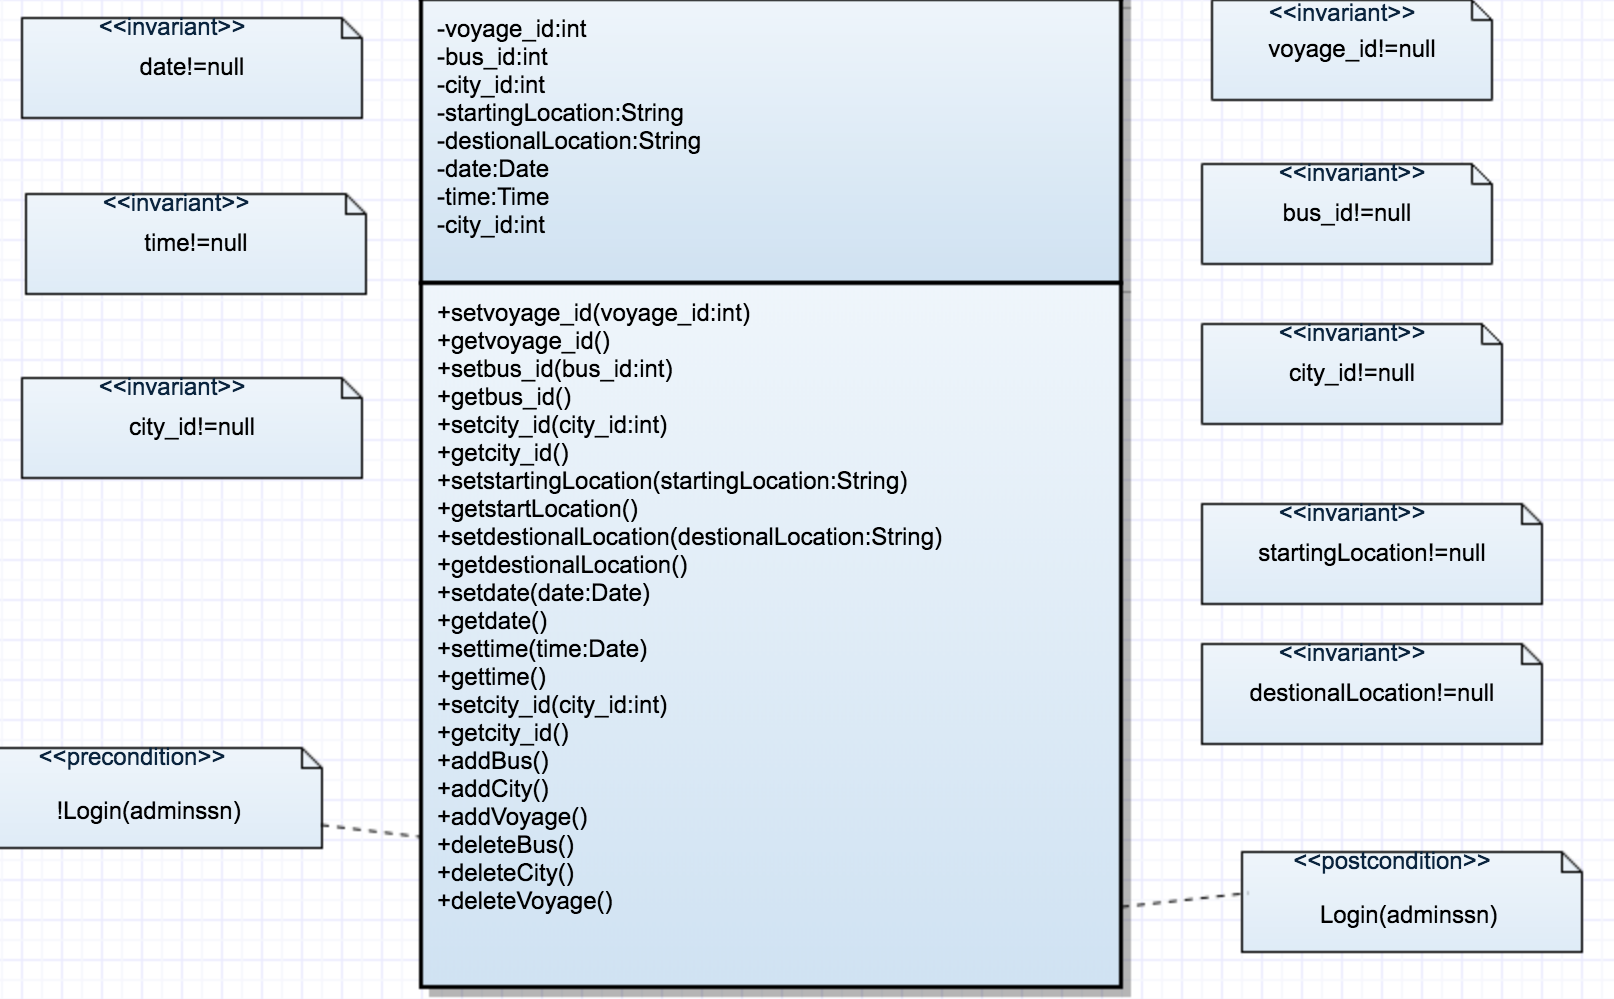 <<invariant>>
date!=null
<<invariant>>
time!=null
<<invariant>>
city_id!=null
<<precondition>>
!Login(adminssn)
-voyage_id:int
-bus_id:int
-city_id:int
-startingLocation:String
-destionalLocation:String
-date:Date
-time:Time
-city_id:int
+setvoyage_id(voyage_id:int)
+getvoyage_id()
+setbus_id(bus_id:int)
+getbus_id()
+setcity_id(city_id:int)
+getcity_id()
+setstartingLocation(startingLocation:String)
+getstartLocation()
+setdestionalLocation(destionalLocation:String)
+getdestionalLocation()
+setdate(date:Date)
+getdate()
+settime(time:Date)
+gettime()
+setcity_id(city_id:int)
+getcity_id()
+addBus()
+addCity()
+addVoyage()
+deleteBus()
+deleteCity()
+deleteVoyage()
<<invariant>>
voyage_id!=null
<<invariant>>
bus_id!=null
<<invariant>>
city_id!=null
<<invariant>>
startingLocation!=null
<<invariant>>
destionalLocation!=null
<<postcondition>>
Login(adminssn)